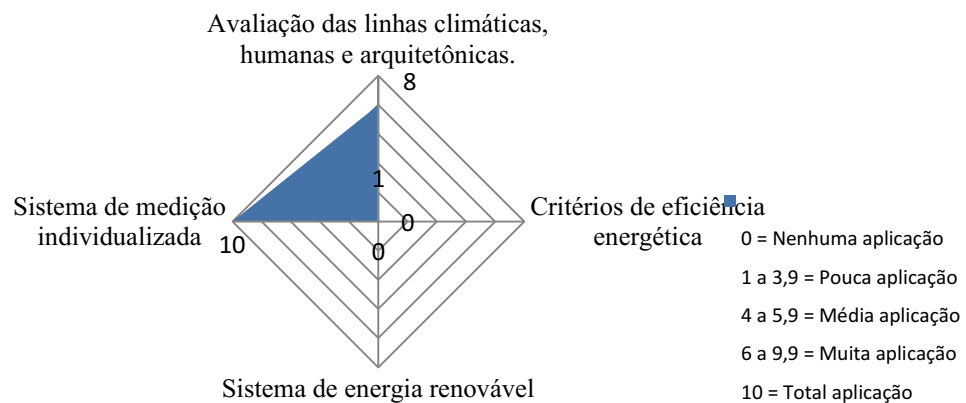 Avaliação das linhas climáticas,
humanas e arquitetônicas.
8
1
Sistema de medição
individualizada
10
0
0
Critérios de eficiência
energética
Sistema de energia renovável
0 = Nenhuma aplicação
1 a 3,9 = Pouca aplicação
4 a 5,9 = Média aplicação
6 a 9,9 = Muita aplicação
10 = Total aplicação